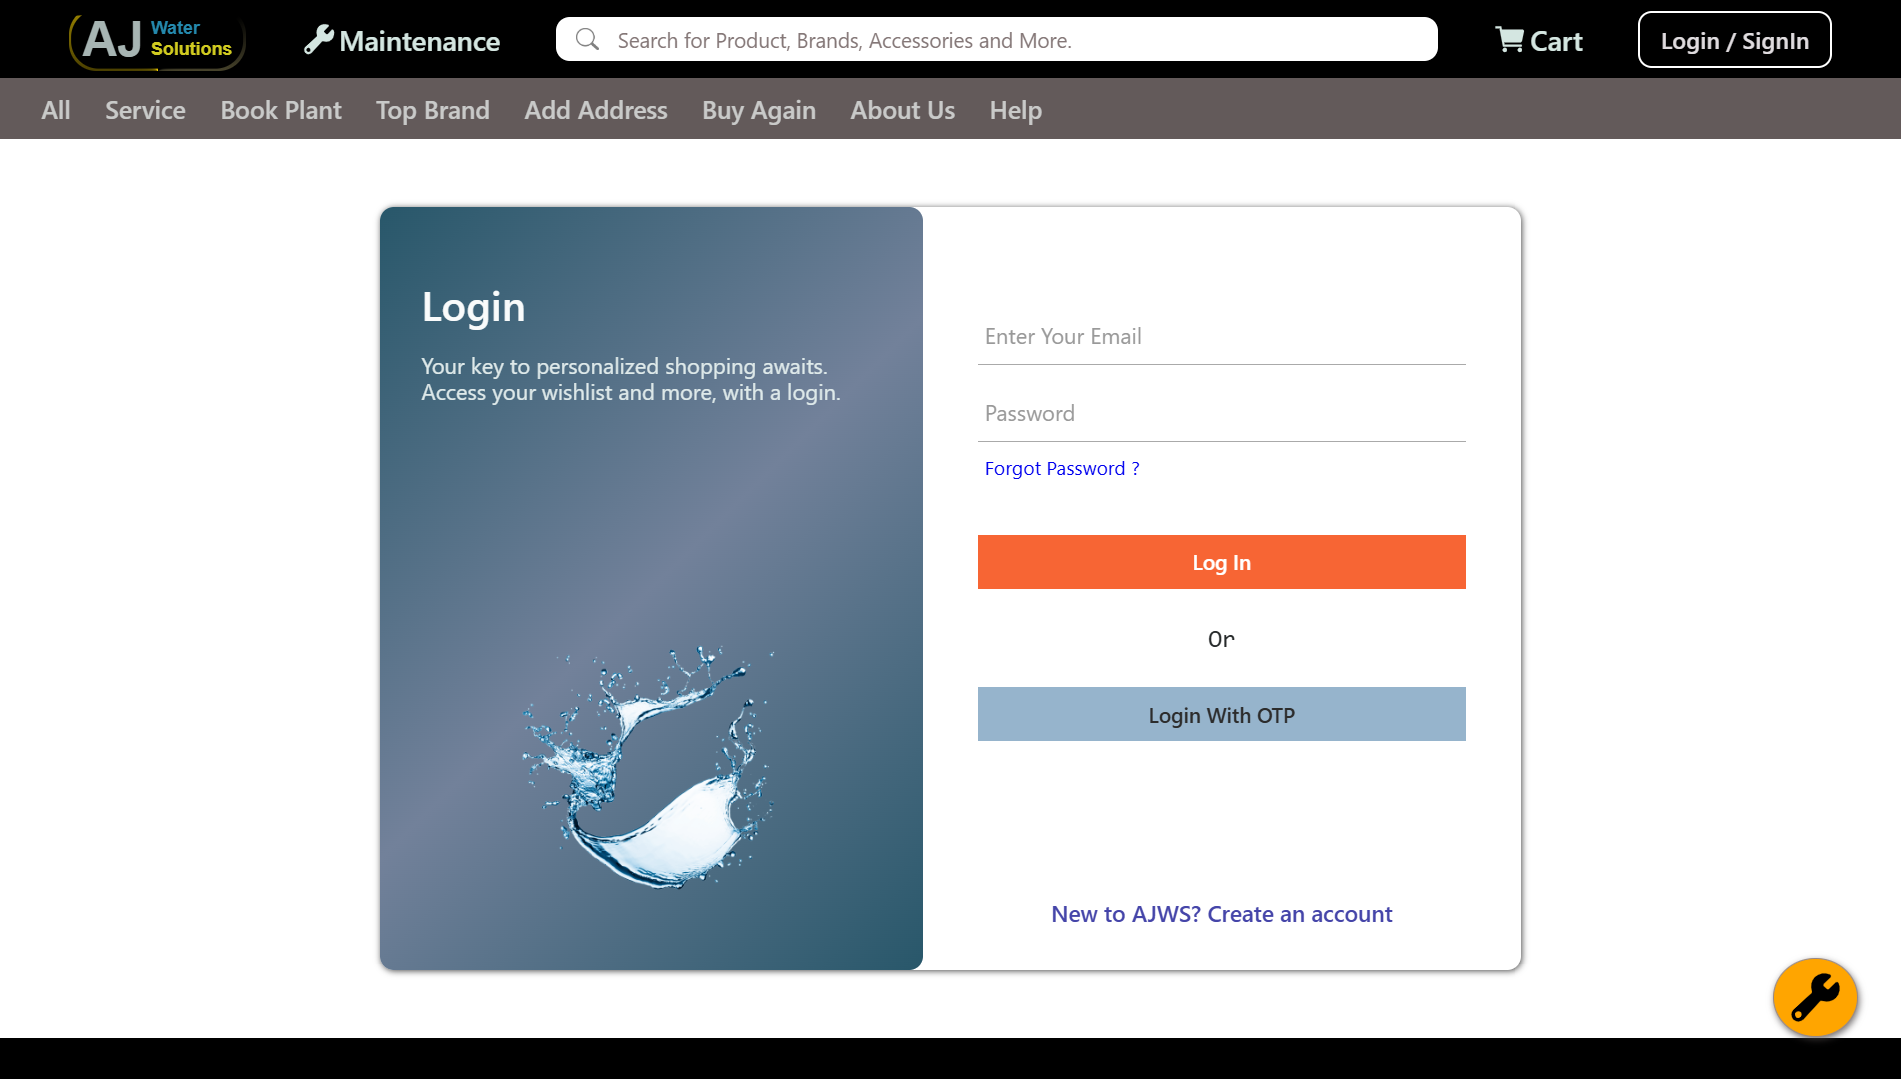 AJ Water
Solutions
Maintenance
Search for Product, Brands, Accessories and More.
Cart
Login / SignIn
All
Service
Book Plant
Top Brand
Add Address
Buy Again
About Us
Help
Login
Your key to personalized shopping awaits.
Access your wishlist and more, with a login.
Enter Your Email
Password
Forgot Password ?
Log In
Or
Login With OTP
New to AJWS? Create an account